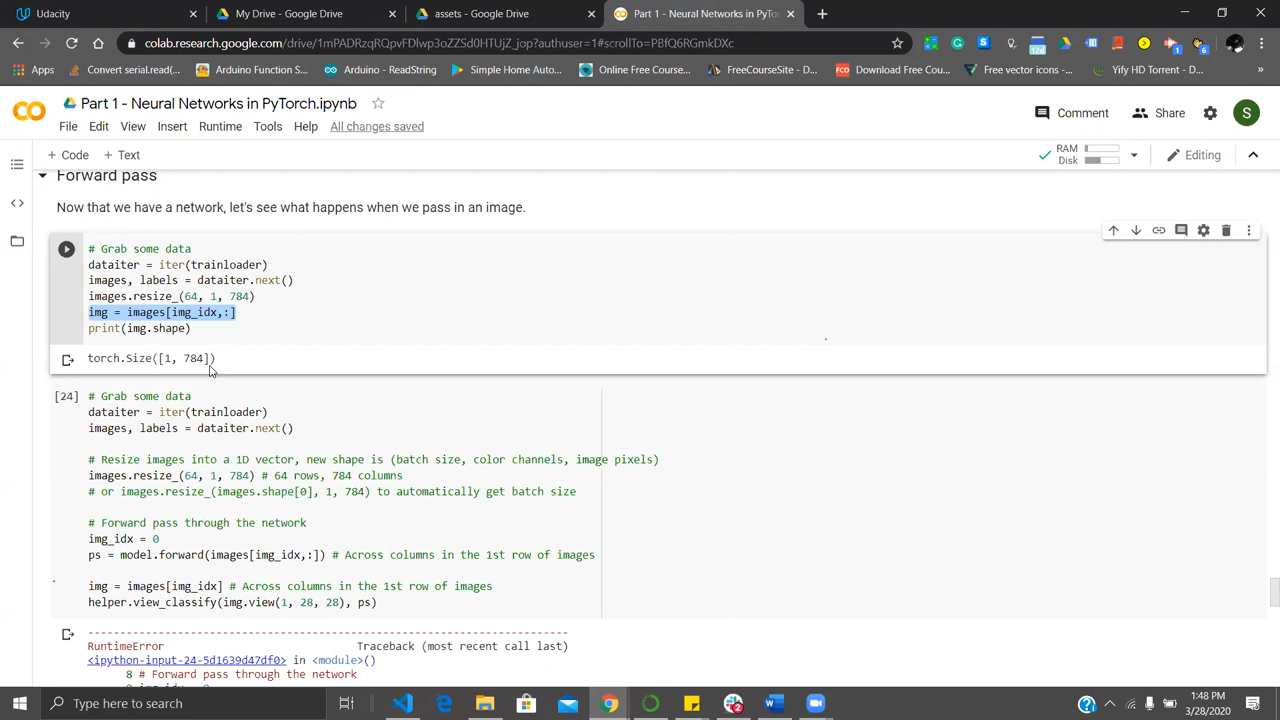 Udacity
My Drive - Google Drive
assets - Google Drive
Part 1 - Neural Networks in PyTo
colab.research.google.com/drive/1mPADRzqRQpvFDlwp3oZZSd0HTUjZ_jop?authuser=1#scrollTo=PBfQ6RGmkDXc
Apps
Convert serial.read(...
Arduino Function S...
Arduino - ReadString
Simple Home Auto...
Online Free Course...
FreeCourseSite - Do...
Download Free Cou...
Free vector icons -...
Yify HD Torrent - D...
Part 1 - Neural Networks in PyTorch.ipynb
Comment
Share
S
File Edit View Insert Runtime Tools Help All changes saved
+ Code + Text
RAM
Disk
Editing
Forward pass
Now that we have a network, let's see what happens when we pass in an image.
# Grab some data
dataiter = iter(trainloader)
images, labels = dataiter.next()
images.resize_(64, 1, 784)
img = images[img_idx,:]
print(img.shape)
torch.Size([1, 784])
[24] # Grab some data
dataiter = iter(trainloader)
images, labels = dataiter.next()
# Resize images into a 1D vector, new shape is (batch size, color channels, image pixels)
images.resize_(64, 1, 784) # 64 rows, 784 columns
# or images.resize_(images.shape[0], 1, 784) to automatically get batch size
# Forward pass through the network
img_idx = 0
ps = model.forward(images[img_idx,:]) # Across columns in the 1st row of images
img = images[img_idx] # Across columns in the 1st row of images
helper.view_classify(img.view(1, 28, 28), ps)
RuntimeError Traceback (most recent call last)
<ipython-input-24-5d1639d47df0> in <module>()
8 # Forward pass through the network
Type here to search
1:48 PM
3/28/2020